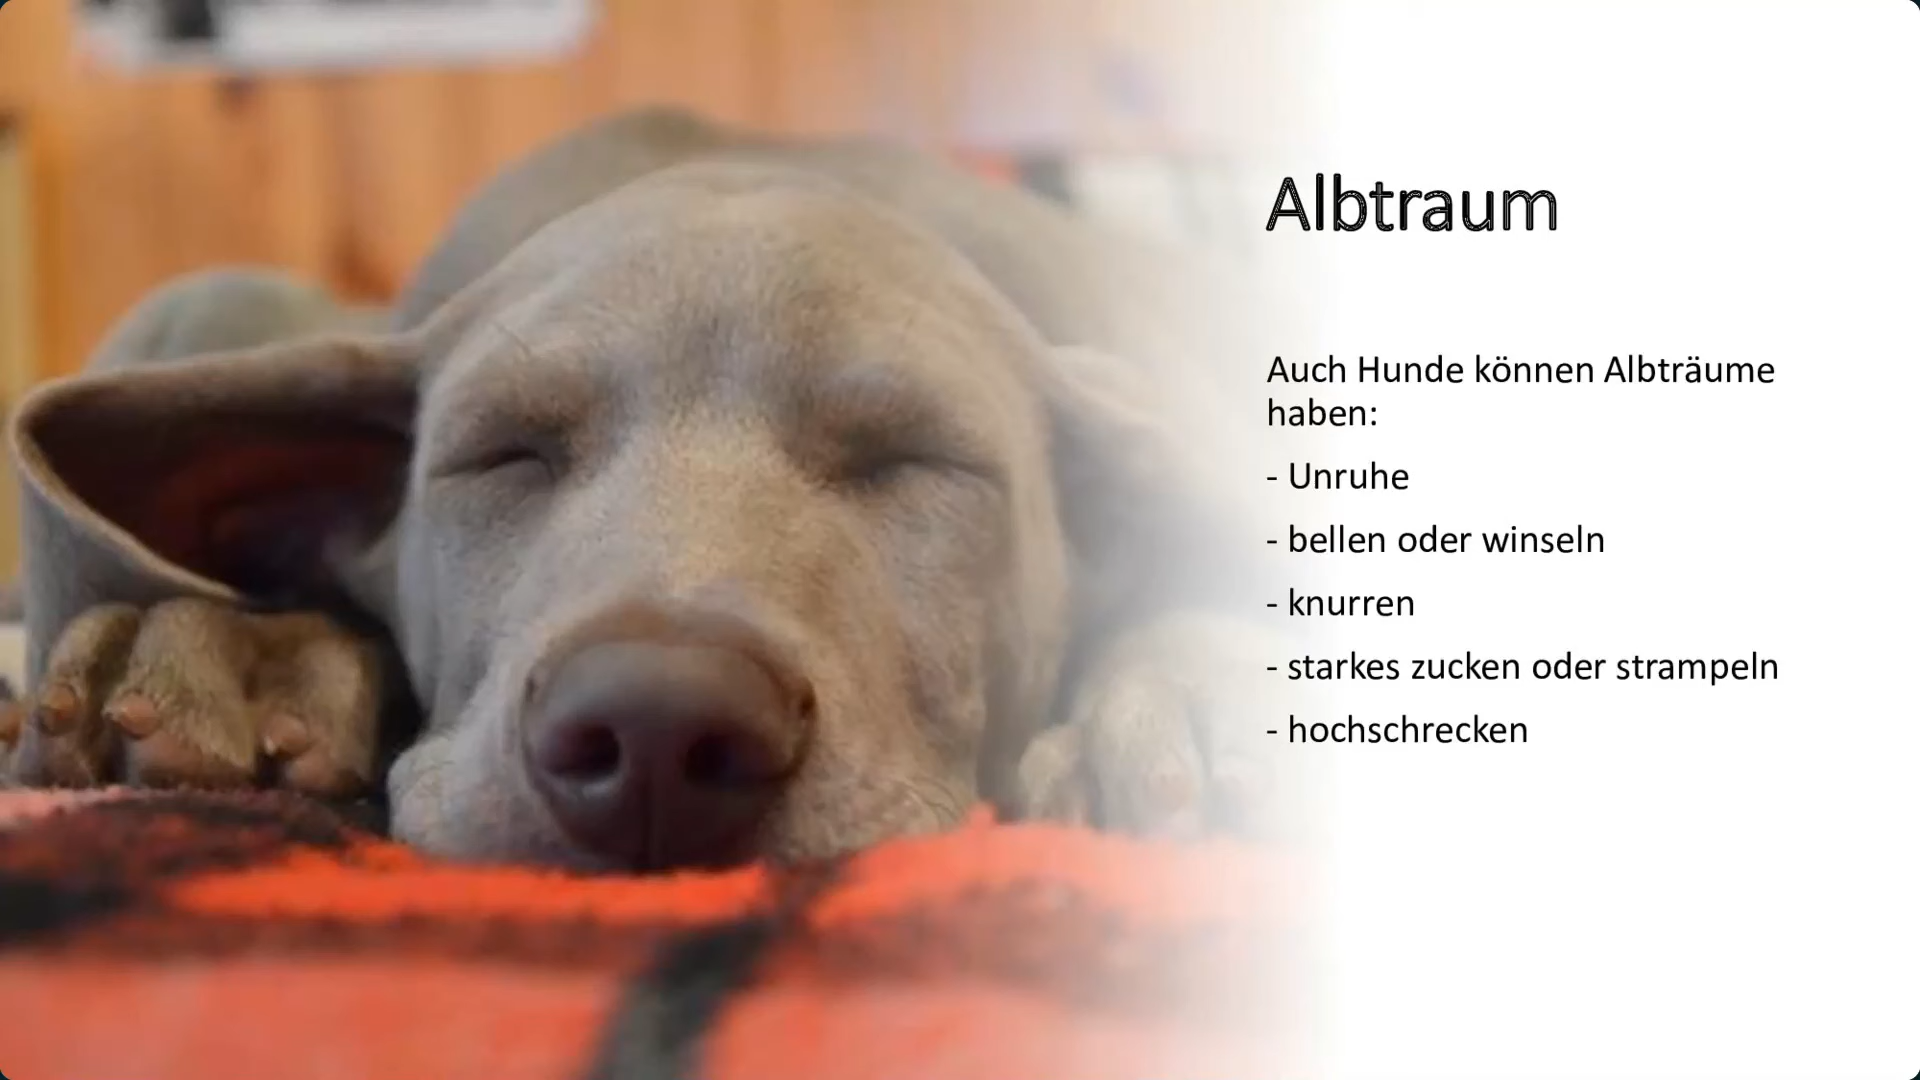 Albtraum
Auch Hunde können Albträume
haben:
- Unruhe
- bellen oder winseln
- knurren
- starkes zucken oder strampeln
- hochschrecken